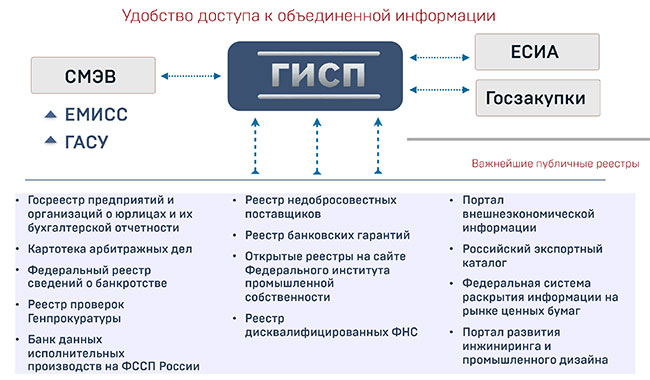 Удобство доступа к объединенной информации
СМЭВ
ГИСП
ЕСИА
Госзакупки
ЕМИСС
ГАСУ
Важнейшие публичные реестры
Госреестр предприятий и
организаций о юрлицах и их
бухгалтерской отчетности
Картотека арбитражных дел
Федеральный реестр
сведений о банкротстве
Реестр проверок
Генпрокуратуры
Банк данных
исполнительных
производств на ФССП России
Реестр недобросовестных
поставщиков
Реестр банковских гарантий
Открытые реестры на сайте
Федерального института
промышленной
собственности
Реестр
дисквалифицированных ФНС
Портал
внешнеэкономической
информации
Российский экспортный
каталог
Федеральная система
раскрытия информации на
рынке ценных бумаг
Портал развития
инжиниринга и
промышленного дизайна